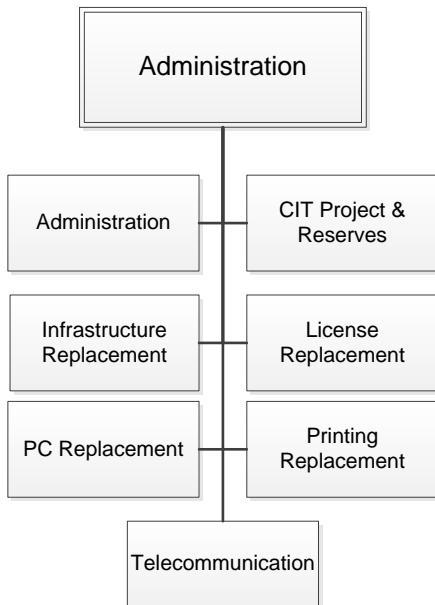 Administration
Administration
CIT Project &
Reserves
Infrastructure
Replacement
License
Replacement
PC Replacement
Printing
Replacement
Telecommunication